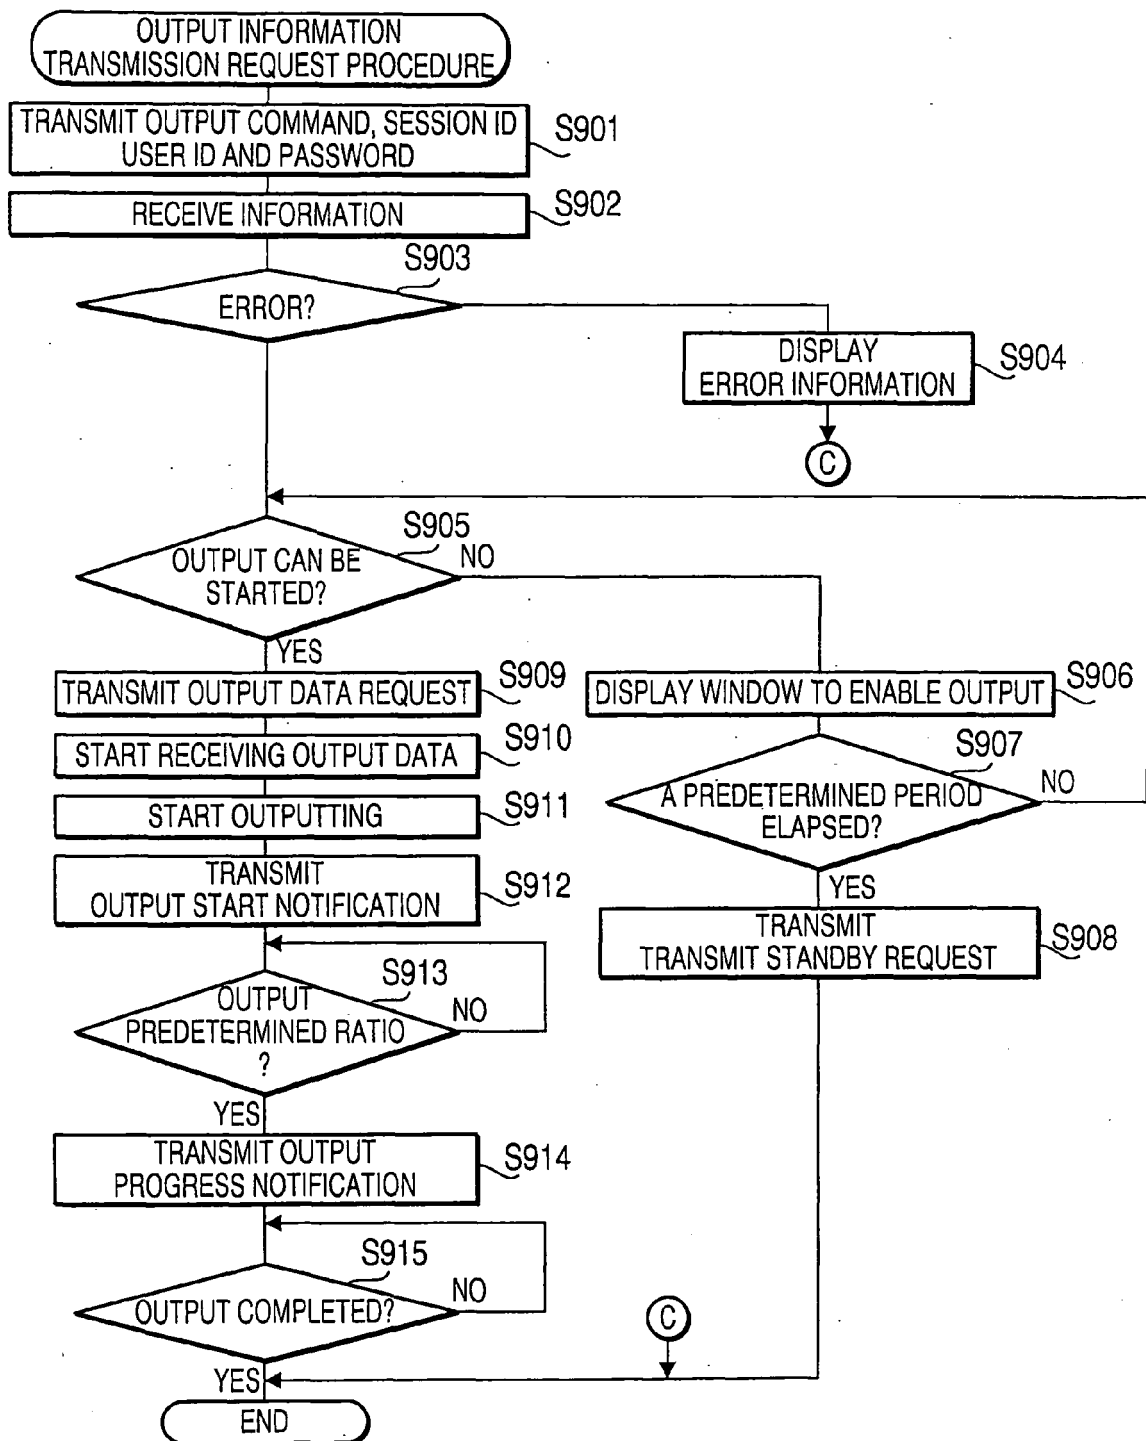 OUTPUT INFORMATION
TRANSMISSION REQUEST PROCEDURE
TRANSMIT OUTPUT COMMAND, SESSION ID
USER ID AND PASSWORD
S901
RECEIVE INFORMATION
S902
S903
ERROR?
DISPLAY
ERROR INFORMATION
S904
C
S905
OUTPUT CAN BE
STARTED?
NO
YES
TRANSMIT OUTPUT DATA REQUEST
S909
DISPLAY WINDOW TO ENABLE OUTPUT
S906
START RECEIVING OUTPUT DATA
S910
S907
A PREDETERMINED PERIOD
ELAPSED?
NO
YES
START OUTPUTTING
S911
TRANSMIT
OUTPUT START NOTIFICATION
S912
TRANSMIT
TRANSMIT STANDBY REQUEST
S908
S913
OUTPUT
PREDETERMINED RATIO
?
NO
YES
TRANSMIT OUTPUT
PROGRESS NOTIFICATION
S914
S915
OUTPUT COMPLETED?
NO
C
YES
END